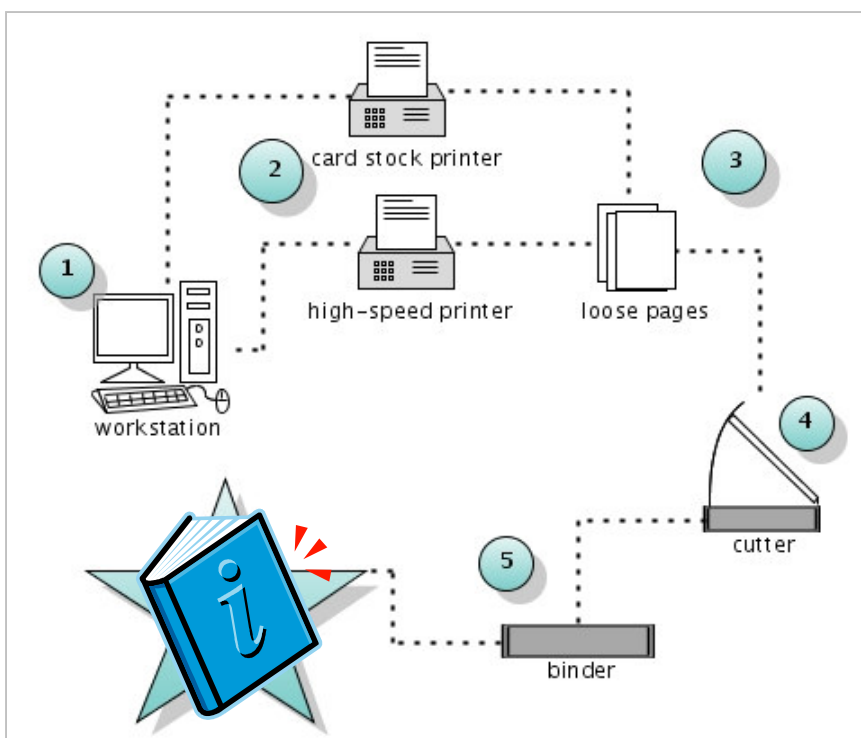 card stock printer
2
3
1
high-speed printer
loose pages
workstation
4
cutter
5
i
binder